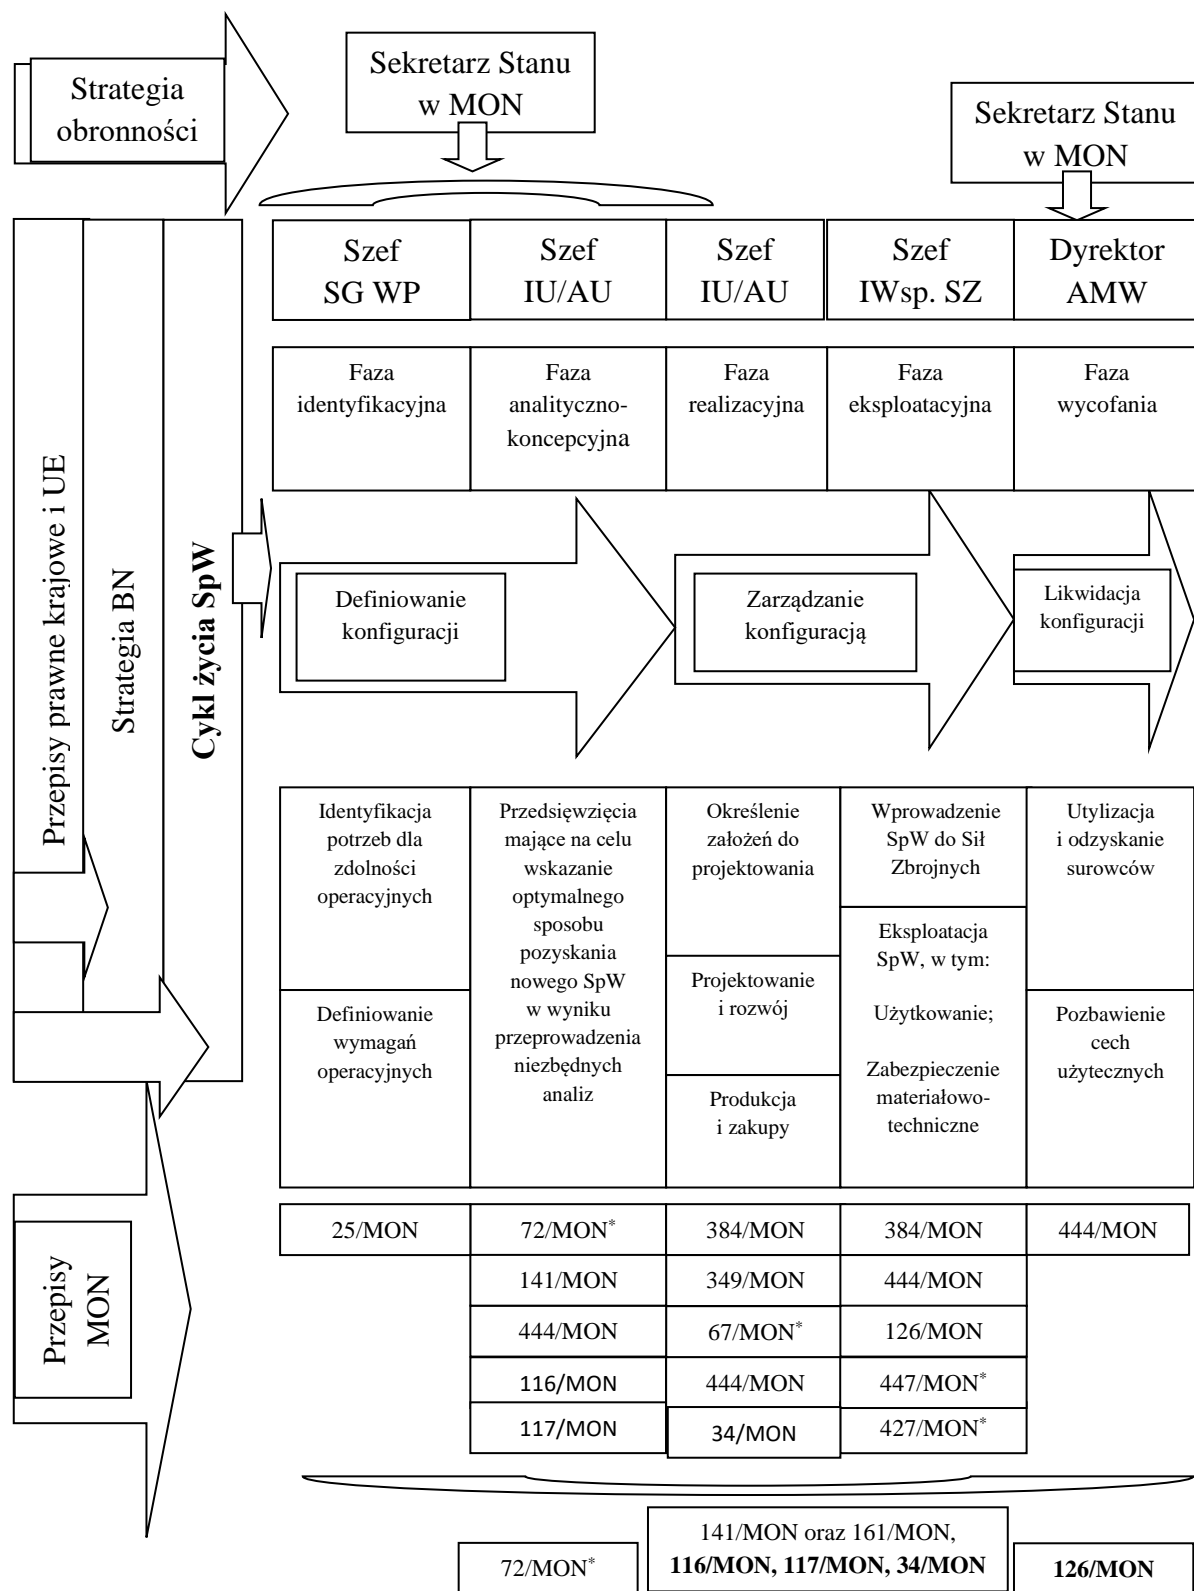 Strategia
obronności
Sekretarz Stanu
w MON
Sekretarz Stanu
w MON
Przepisy prawne krajowe i UE
Strategia BN
Cykl życia SpW
Szef
SG WP
Szef
IU/AU
Szef
IU/AU
Szef
IWsp. SZ
Dyrektor
AMW
Faza
identyfikacyjna
Faza
analityczno-
koncepcyjna
Faza
realizacyjna
Faza
eksploatacyjna
Faza
wycofania
Definiowanie
konfiguracji
Zarządzanie
konfiguracją
Likwidacja
konfiguracji
Identyfikacja
potrzeb dla
zdolności
operacyjnych
Definiowanie
wymagań
operacyjnych
Przedsięwzięcia
mające na celu
wskazanie
optymalnego
sposobu
pozyskania
nowego SpW
w wyniku
przeprowadzenia
niezbędnych
analiz
Określenie
założeń do
projektowania
Projektowanie
i rozwój
Produkcja
i zakupy
Wprowadzenie
SpW do Sił
Zbrojnych
Eksploatacja
SpW, w tym:
Użytkowanie;
Zabezpieczenie
materiałowo-
techniczne
Utylizacja
i odzyskanie
surowców
Pozbawienie
cech
użytecznych
Przepisy
MON
25/MON
72/MON*
384/MON
384/MON
444/MON
141/MON
349/MON
444/MON
444/MON
67/MON*
126/MON
116/MON
444/MON
447/MON*
117/MON
34/MON
427/MON*
72/MON*
141/MON oraz 161/MON,
116/MON, 117/MON, 34/MON
126/MON